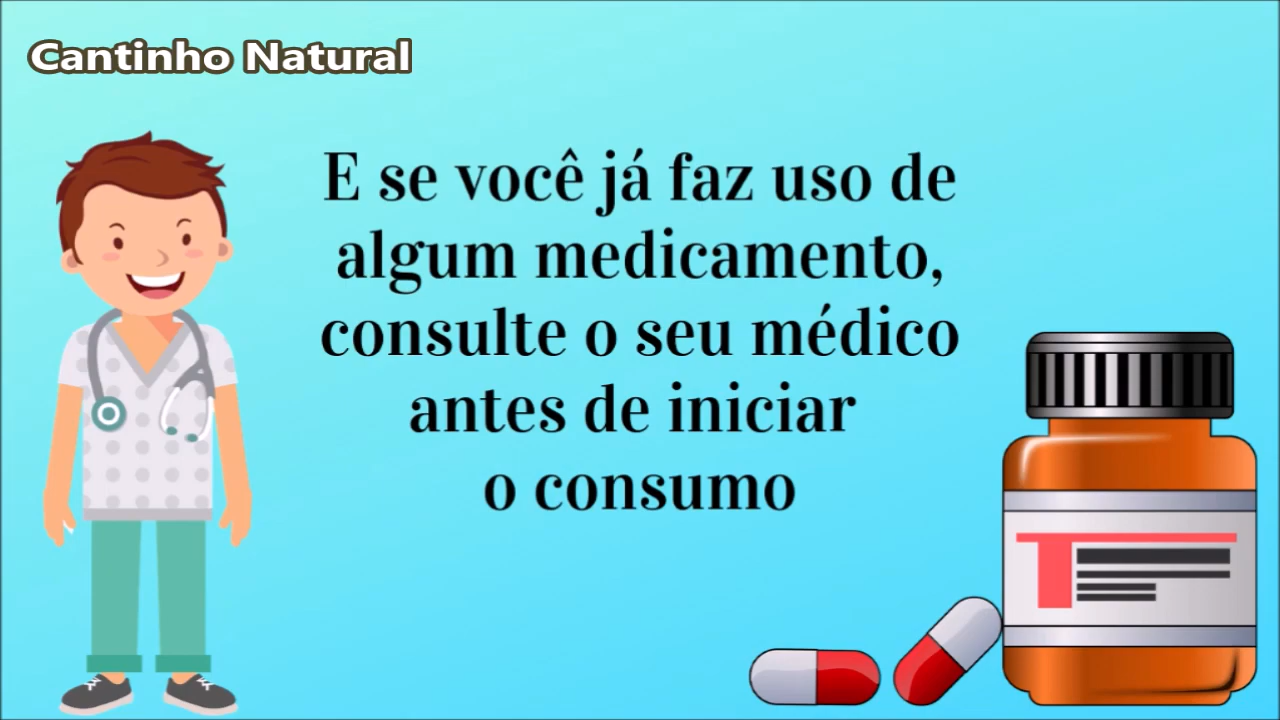 Cantinho Natural
E se você já faz uso de
algum medicamento,
consulte o seu médico
antes de iniciar
o consumo